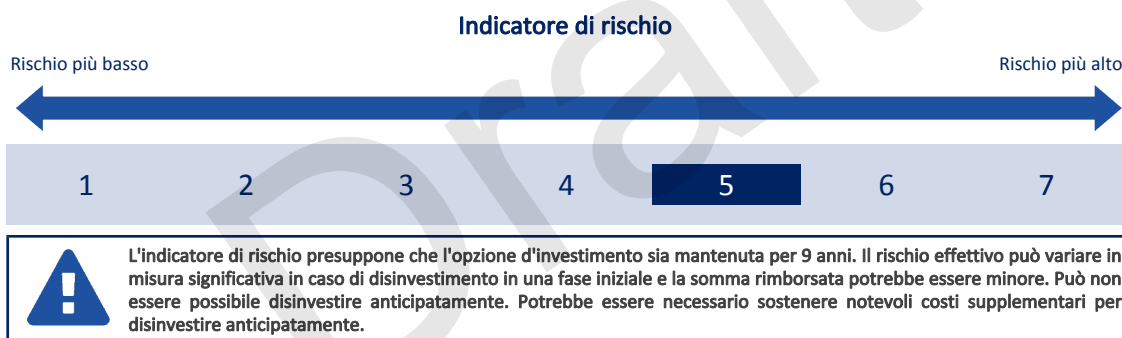 Indicatore di rischio
Rischio più basso
Rischio più alto
1 2 3 4 5 6 7
L'indicatore di rischio presuppone che l'opzione d'investimento sia mantenuta per 9 anni. Il rischio effettivo può variare in
misura significativa in caso di disinvestimento in una fase iniziale e la somma rimborsata potrebbe essere minore. Può non
essere possibile disinvestire anticipatamente. Potrebbe essere necessario sostenere notevoli costi supplementari per
disinvestire anticipatamente.
Draft